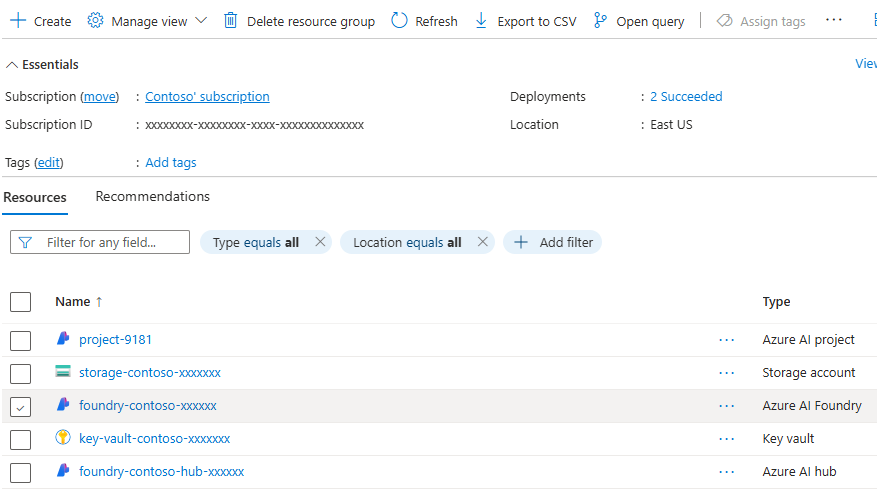 Create Manage view Delete resource group Refresh Export to CSV Open query Assign tags ...
Essentials
View
Subscription (move) : Contoso' subscription
Deployments : 2 Succeeded
Subscription ID : xxxxxxxx-xxxxxxxx-xxxx-xxxxxxxxxxxxxx
Location : East US
Tags (edit) : Add tags
Resources Recommendations
Filter for any field... Type equals all Location equals all Add filter
Name ↑ Type
project-9181 ... Azure AI project
storage-contoso-xxxxxxx ... Storage account
foundry-contoso-xxxxxx ... Azure AI Foundry
key-vault-contoso-xxxxxxx ... Key vault
foundry-contoso-hub-xxxxxx ... Azure AI hub